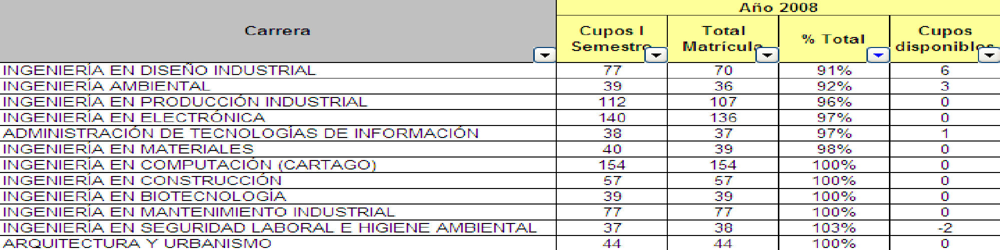 Año 2008
Carrera Cupos I Semestre Total Matrícula % Total Cupos disponibles
INGENIERÍA EN DISEÑO INDUSTRIAL 77 70 91% 6
INGENIERÍA AMBIENTAL 39 36 92% 3
INGENIERÍA EN PRODUCCIÓN INDUSTRIAL 112 107 96% 0
INGENIERÍA EN ELECTRÓNICA 140 136 97% 0
ADMINISTRACIÓN DE TECNOLOGÍAS DE INFORMACIÓN 38 37 97% 1
INGENIERÍA EN MATERIALES 40 39 98% 0
INGENIERÍA EN COMPUTACIÓN (CARTAGO) 154 154 100% 0
INGENIERÍA EN CONSTRUCCIÓN 57 57 100% 0
INGENIERÍA EN BIOTECNOLOGÍA 39 39 100% 0
INGENIERÍA EN MANTENIMIENTO INDUSTRIAL 77 77 100% 0
INGENIERÍA EN SEGURIDAD LABORAL E HIGIENE AMBIENTAL 37 38 103% -2
ARQUITECTURA Y URBANISMO 44 44 100% 0